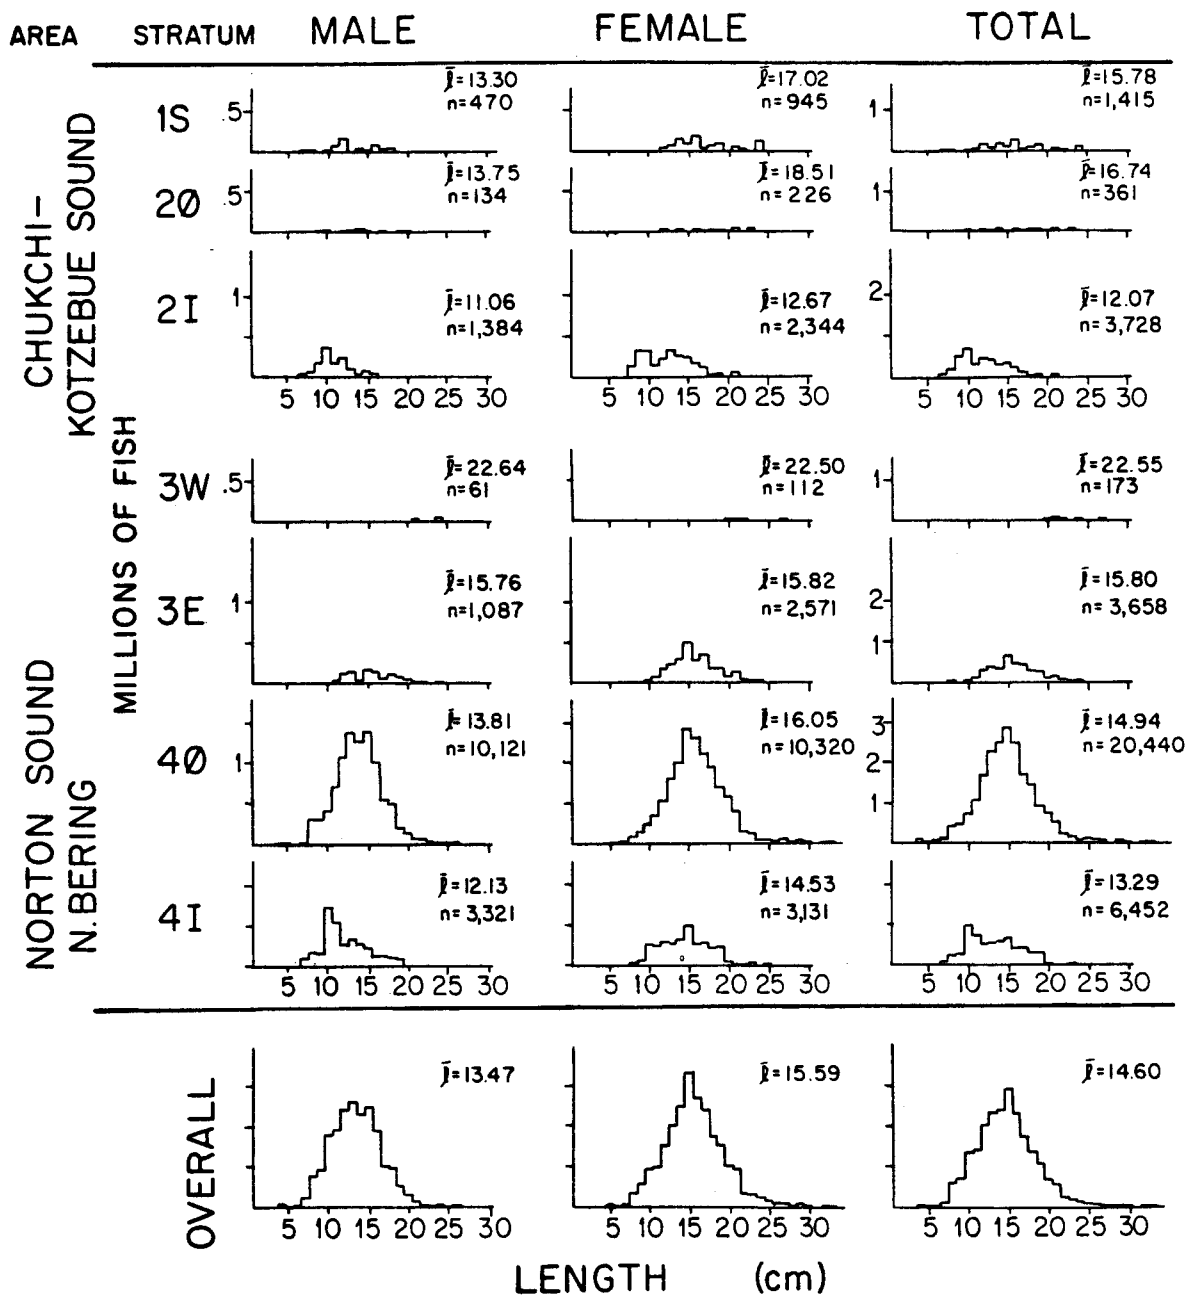 AREA STRATUM MALE FEMALE TOTAL
CHUKCHI–
KOTZEBUE SOUND
NORTON SOUND
N. BERING
MILLIONS OF FISH
1S .5 l̄=13.30 l̄=17.02 1 l̄=15.78
n=470 n=945 n=1,415
2Ø .5 l̄=13.75 l̄=18.51 1 l̄=16.74
n=134 n=226 n=361
2I 1 l̄=11.06 l̄=12.67 2 l̄=12.07
n=1,384 n=2,344 n=3,728
5 10 15 20 25 30 5 10 15 20 25 30 5 10 15 20 25 30
3W .5 l̄=22.64 l̄=22.50 1 l̄=22.55
n=61 n=112 n=173
3E 1 l̄=15.76 l̄=15.82 2 1 l̄=15.80
n=1,087 n=2,571 n=3,658
4Ø 1 l̄=13.81 l̄=16.05 3 2 1 l̄=14.94
n=10,121 n=10,320 n=20,440
4I l̄=12.13 l̄=14.53 l̄=13.29
n=3,321 n=3,131 n=6,452
5 10 15 20 25 30 5 10 15 20 25 30 5 10 15 20 25 30
OVERALL l̄=13.47 l̄=15.59 l̄=14.60
5 10 15 20 25 30 5 10 15 20 25 30 5 10 15 20 25 30
LENGTH (cm)